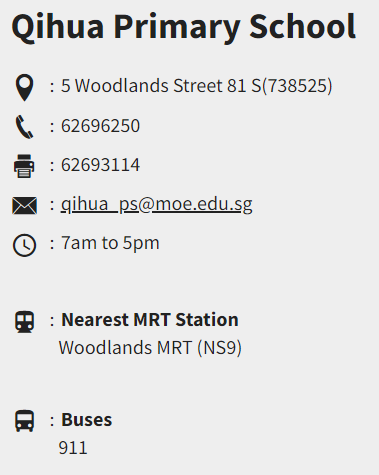 Qihua Primary School
: 5 Woodlands Street 81 S(738525)
: 62696250
: 62693114
: qihua_ps@moe.edu.sg
: 7am to 5pm
: Nearest MRT Station
Woodlands MRT (NS9)
: Buses
911